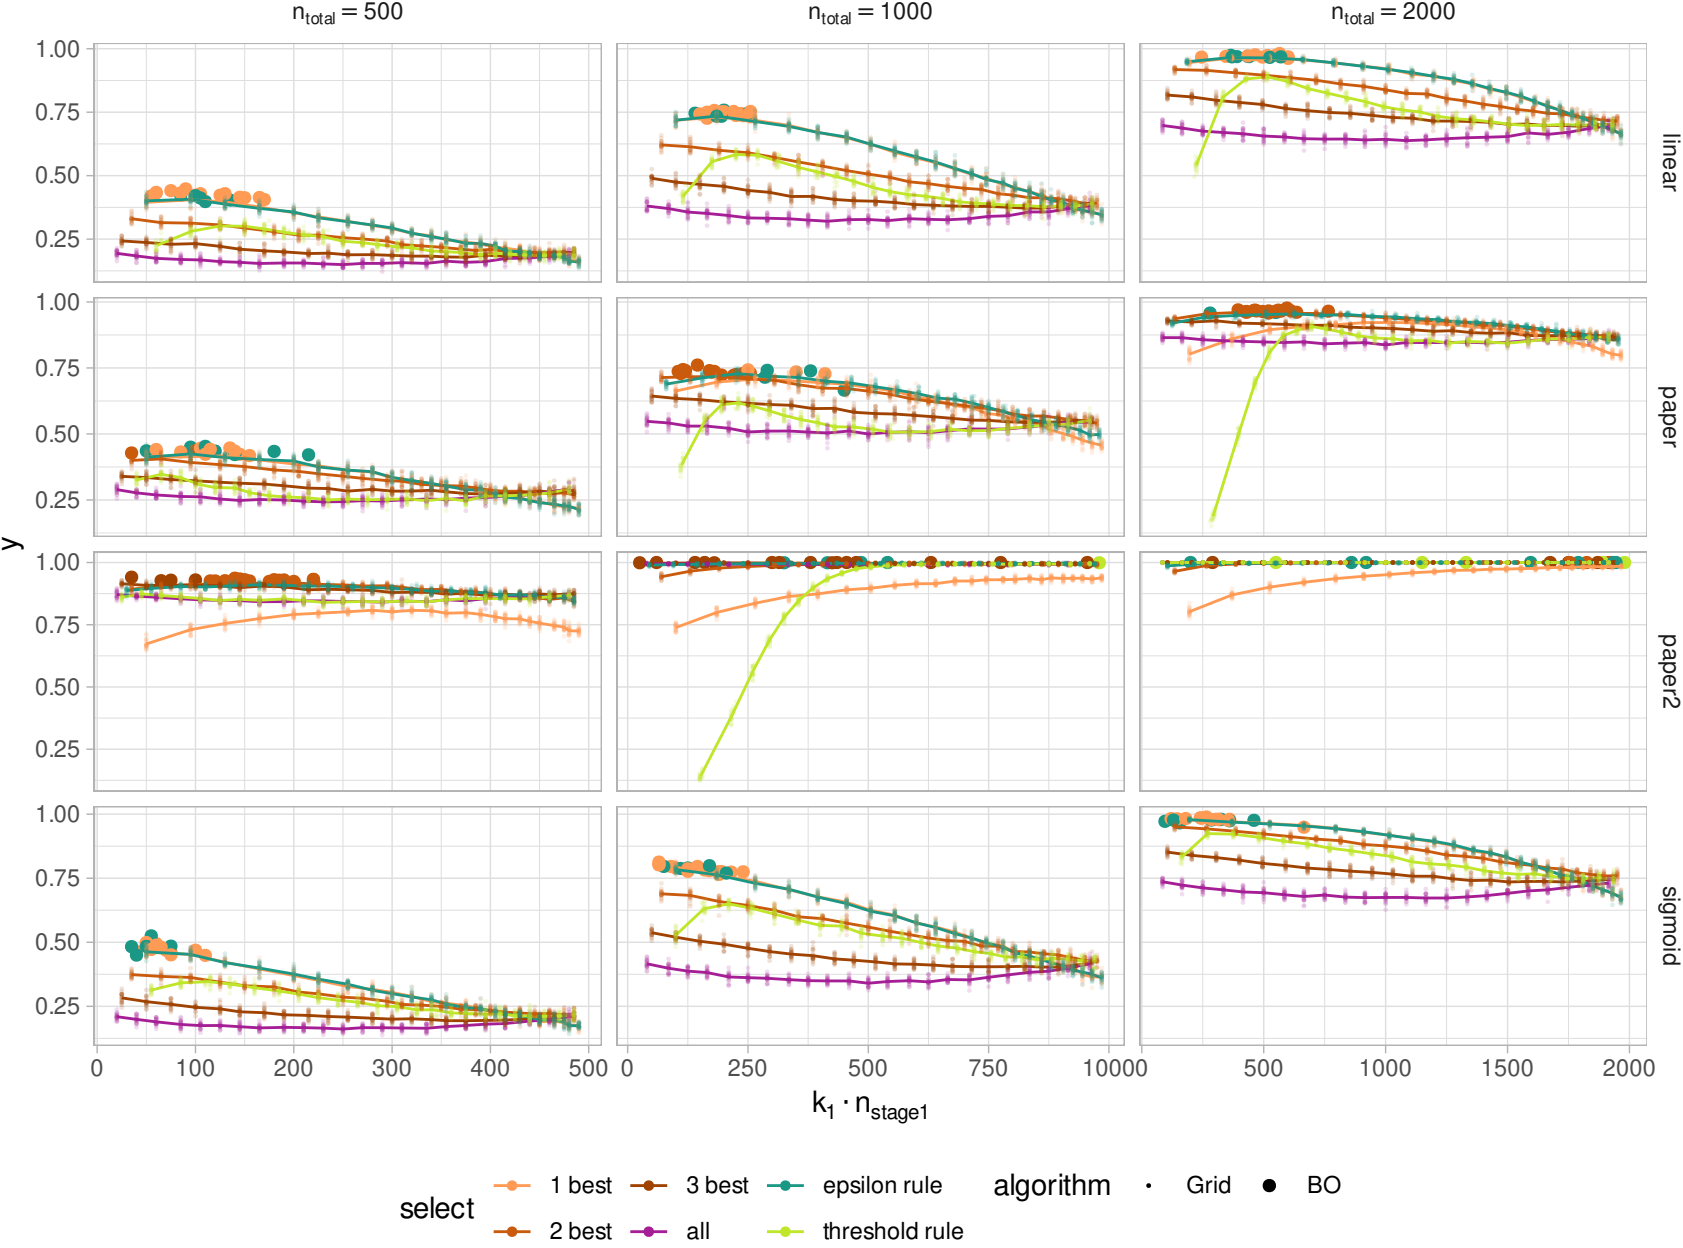 n_total = 500 n_total = 1000 n_total = 2000
1.00
0.75
0.50
0.25
linear
1.00
0.75
0.50
0.25
paper
y
1.00
0.75
0.50
0.25
paper2
1.00
0.75
0.50
0.25
sigmoid
0 100 200 300 400 500 0 250 500 750 1000 0 500 1000 1500 2000
k₁ · n_stage1
select
1 best 3 best epsilon rule
2 best all threshold rule
algorithm Grid BO